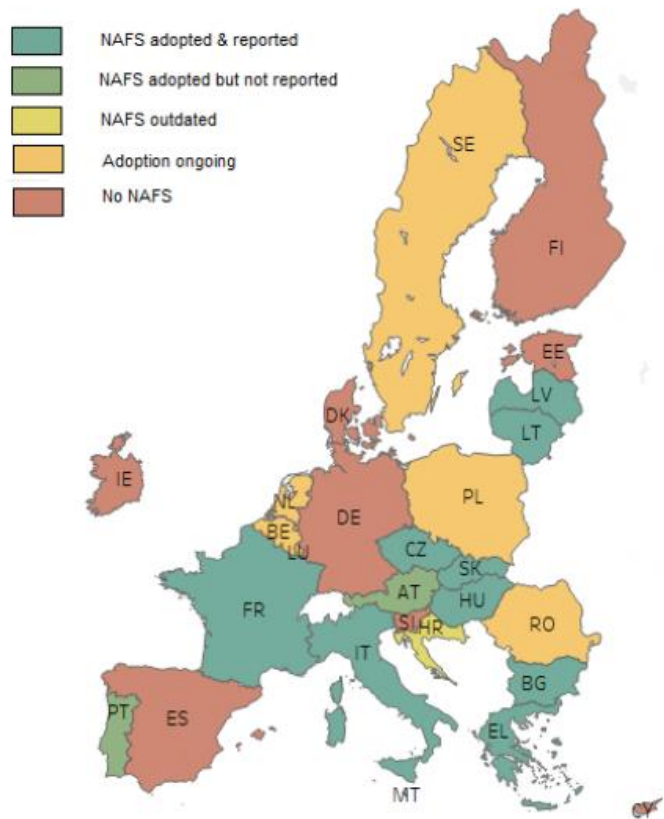 NAFS adopted & reported
NAFS adopted but not reported
NAFS outdated
Adoption ongoing
No NAFS
SE
FI
EE
LV
DK
LT
IE
NL
PL
BE
DE
LU
CZ
SK
AT
HU
FR
SI
HR
RO
IT
BG
PT
ES
EL
MT
CY